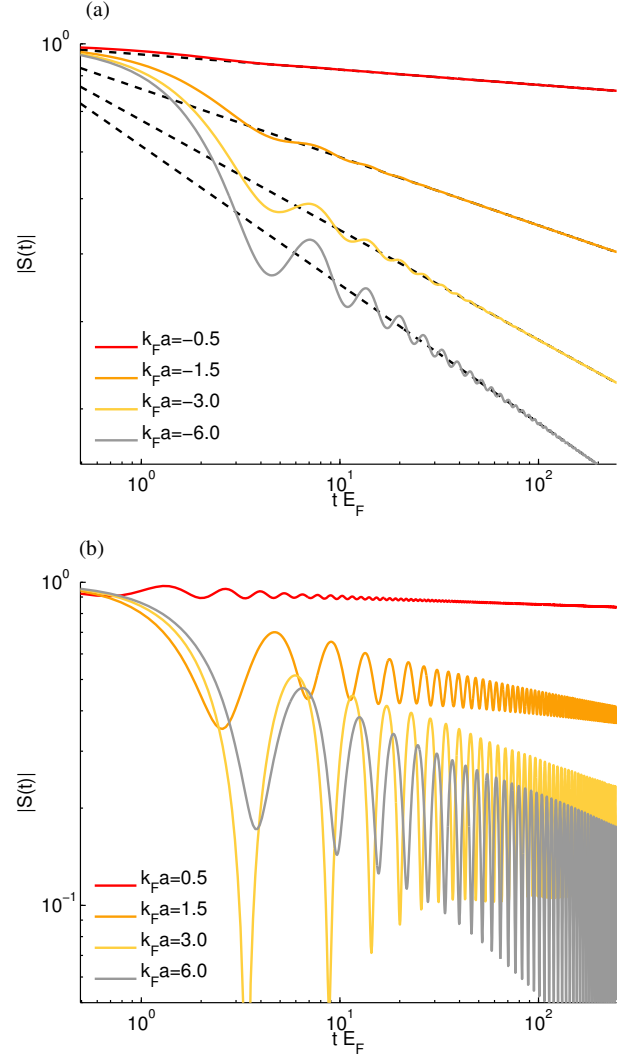 (a)
10⁰
|S(t)|
k_Fa=−0.5
k_Fa=−1.5
k_Fa=−3.0
k_Fa=−6.0
10⁰ 10¹ 10²
t E_F
(b)
10⁰
|S(t)|
10⁻¹
k_Fa=0.5
k_Fa=1.5
k_Fa=3.0
k_Fa=6.0
10⁰ 10¹ 10²
t E_F